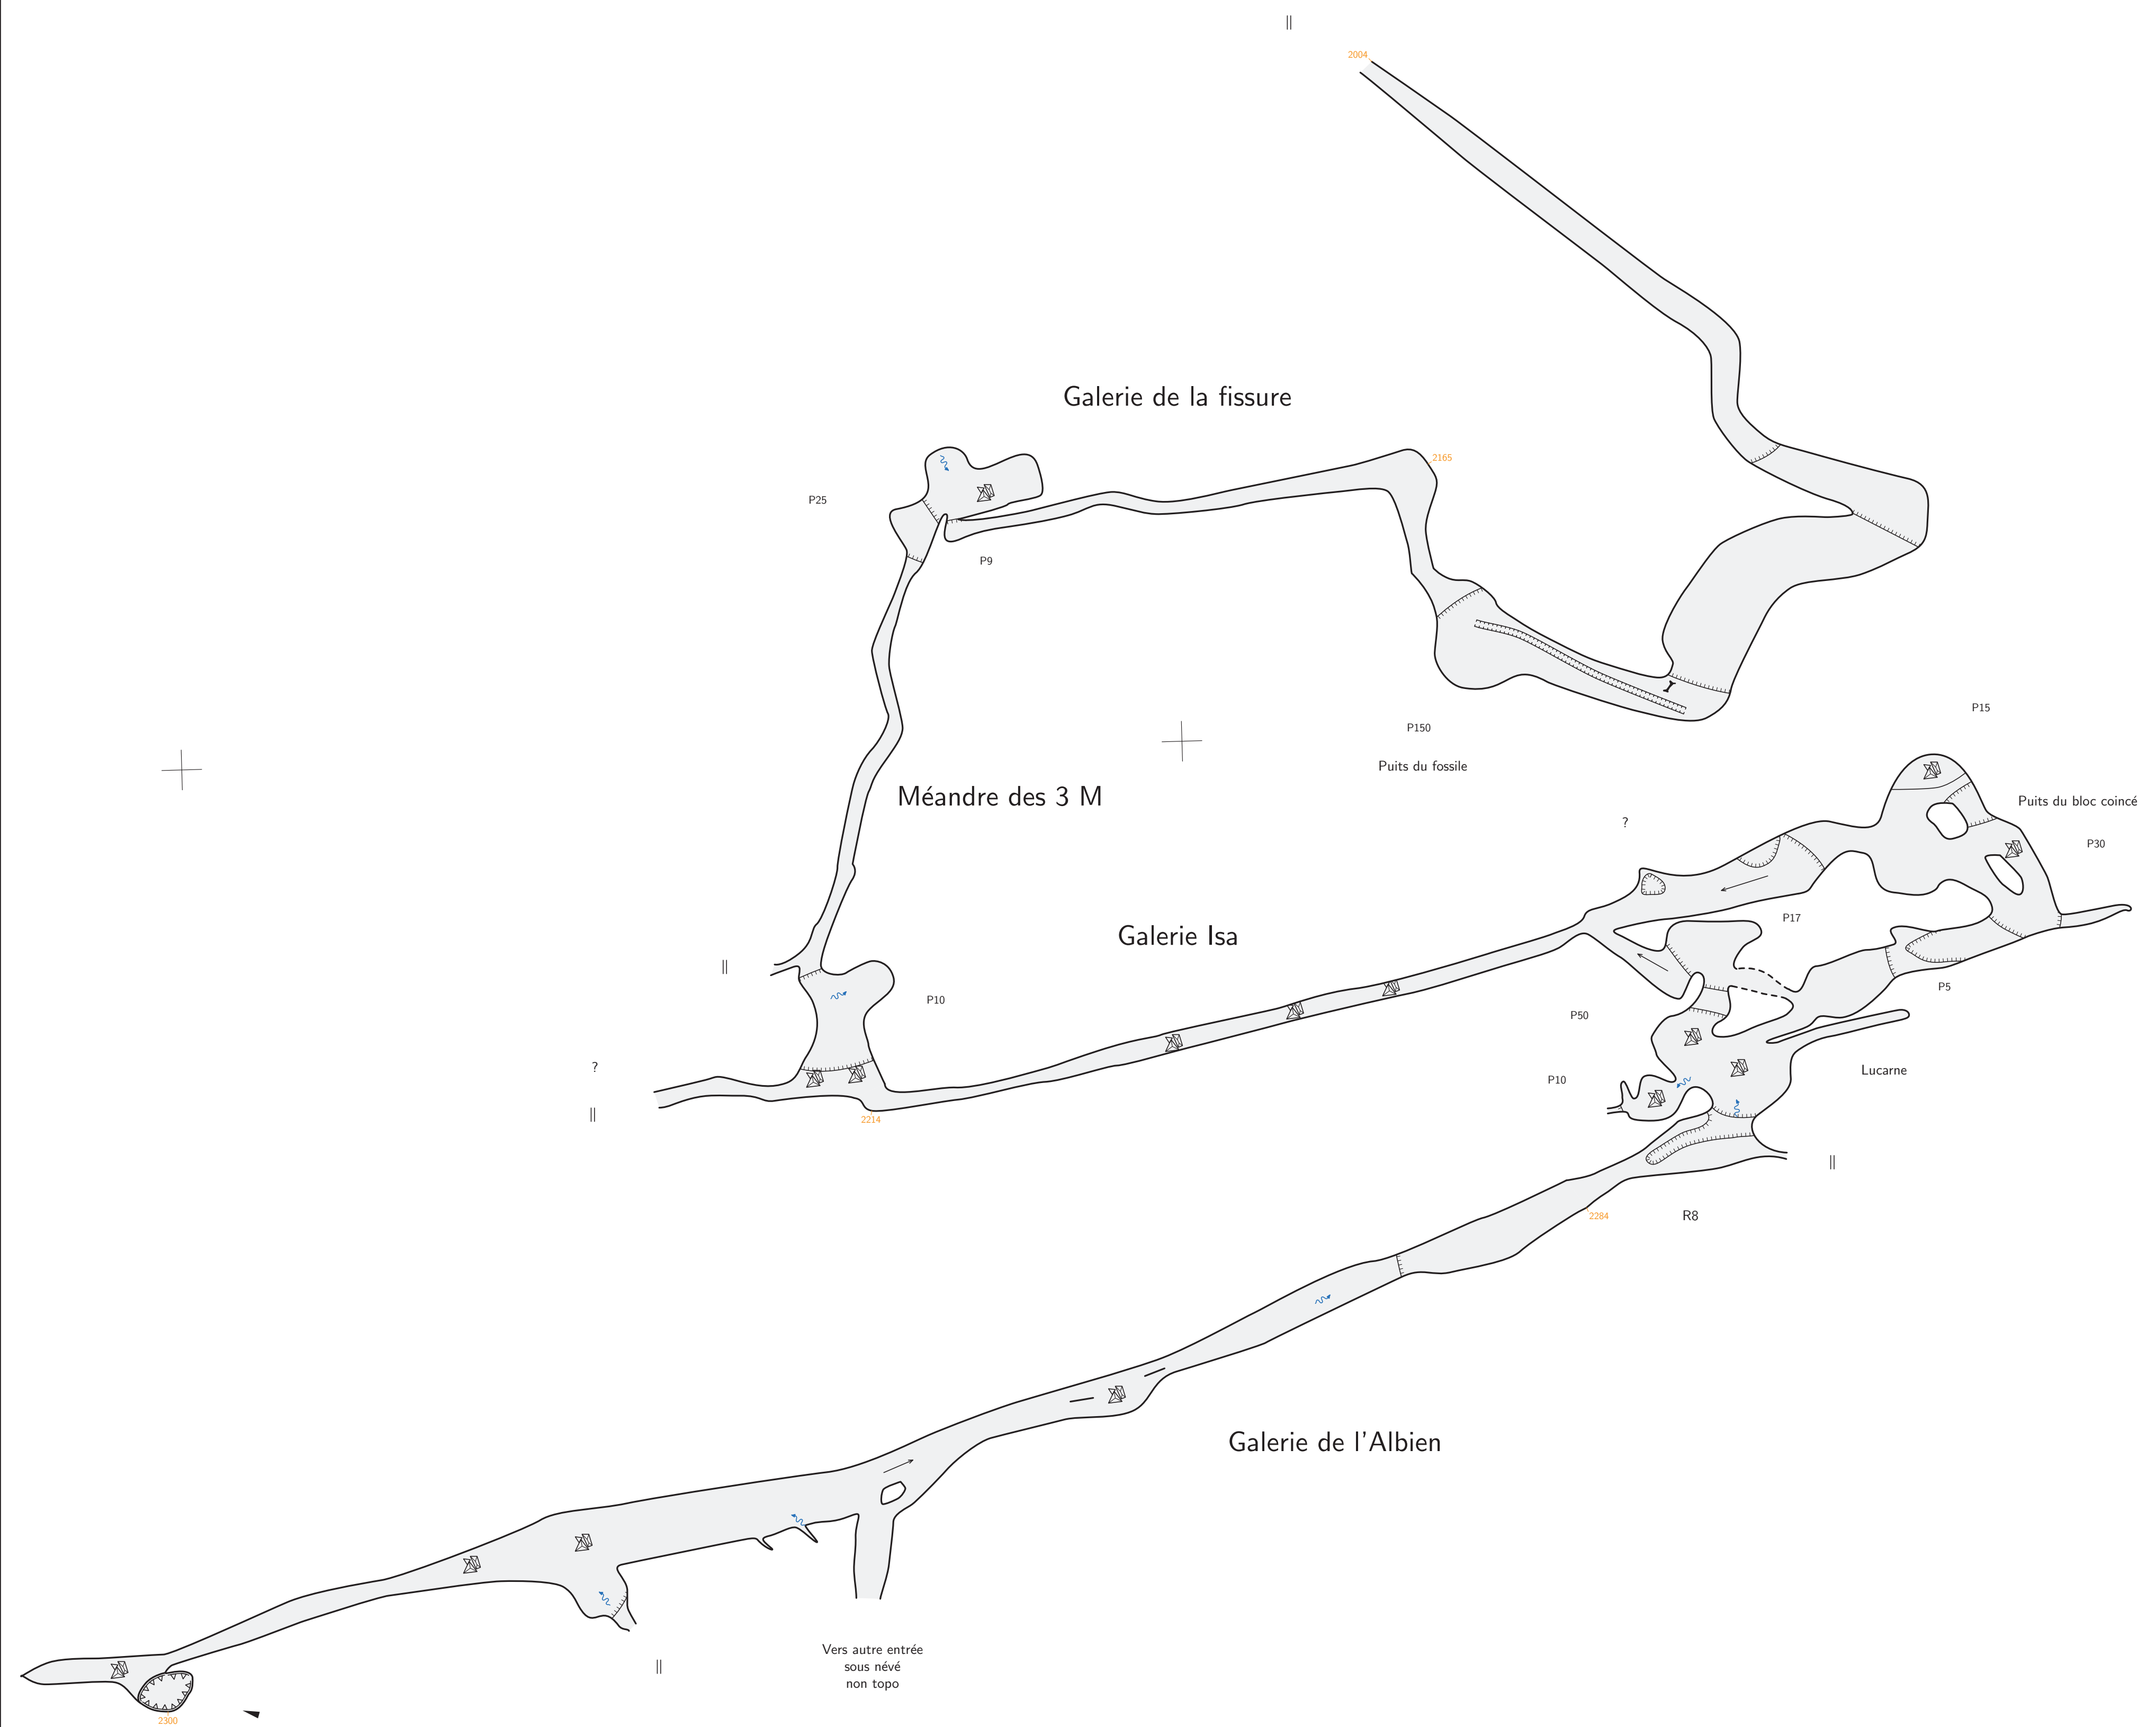 ||
2004
Galerie de la fissure
2165
P25
P9
P15
P150
Puits du fossile
Méandre des 3 M
Puits du bloc coincé
?
P30
P17
Galerie Isa
||
P10
P5
P50
?
Lucarne
P10
||
2214
||
2284
R8
Galerie de l'Albien
Vers autre entrée
sous névé
non topo
||
2300